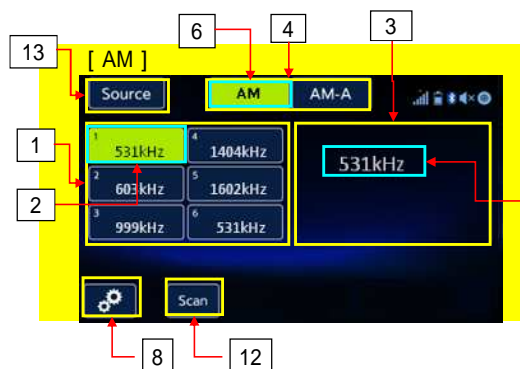 6
4
3
[ AM ]
13
Source
AM
AM-A
1
1
531kHz
4
1404kHz
531kHz
2
603kHz
5
1602kHz
2
3
999kHz
6
531kHz
Scan
8
12